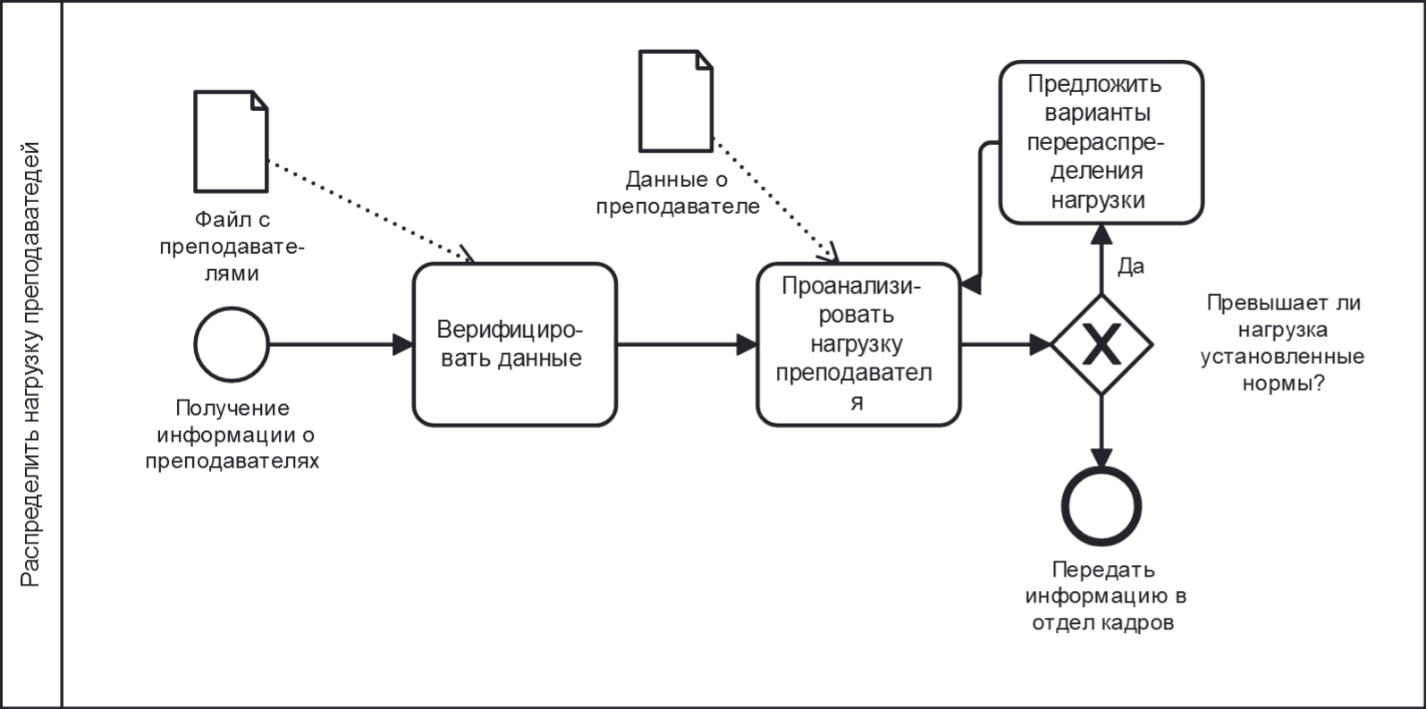 Распределить нагрузку преподаватедей
Файл с
преподавате-
лями
Получение
информации о
преподавателях
Верифициро-
вать данные
Данные о
преподавателе
Проанализи-
ровать
нагрузку
преподавател
я
Предложить
варианты
перераспре-
деления
нагрузки
Да
X
Превышает ли
нагрузка
установленные
нормы?
Передать
информацию в
отдел кадров